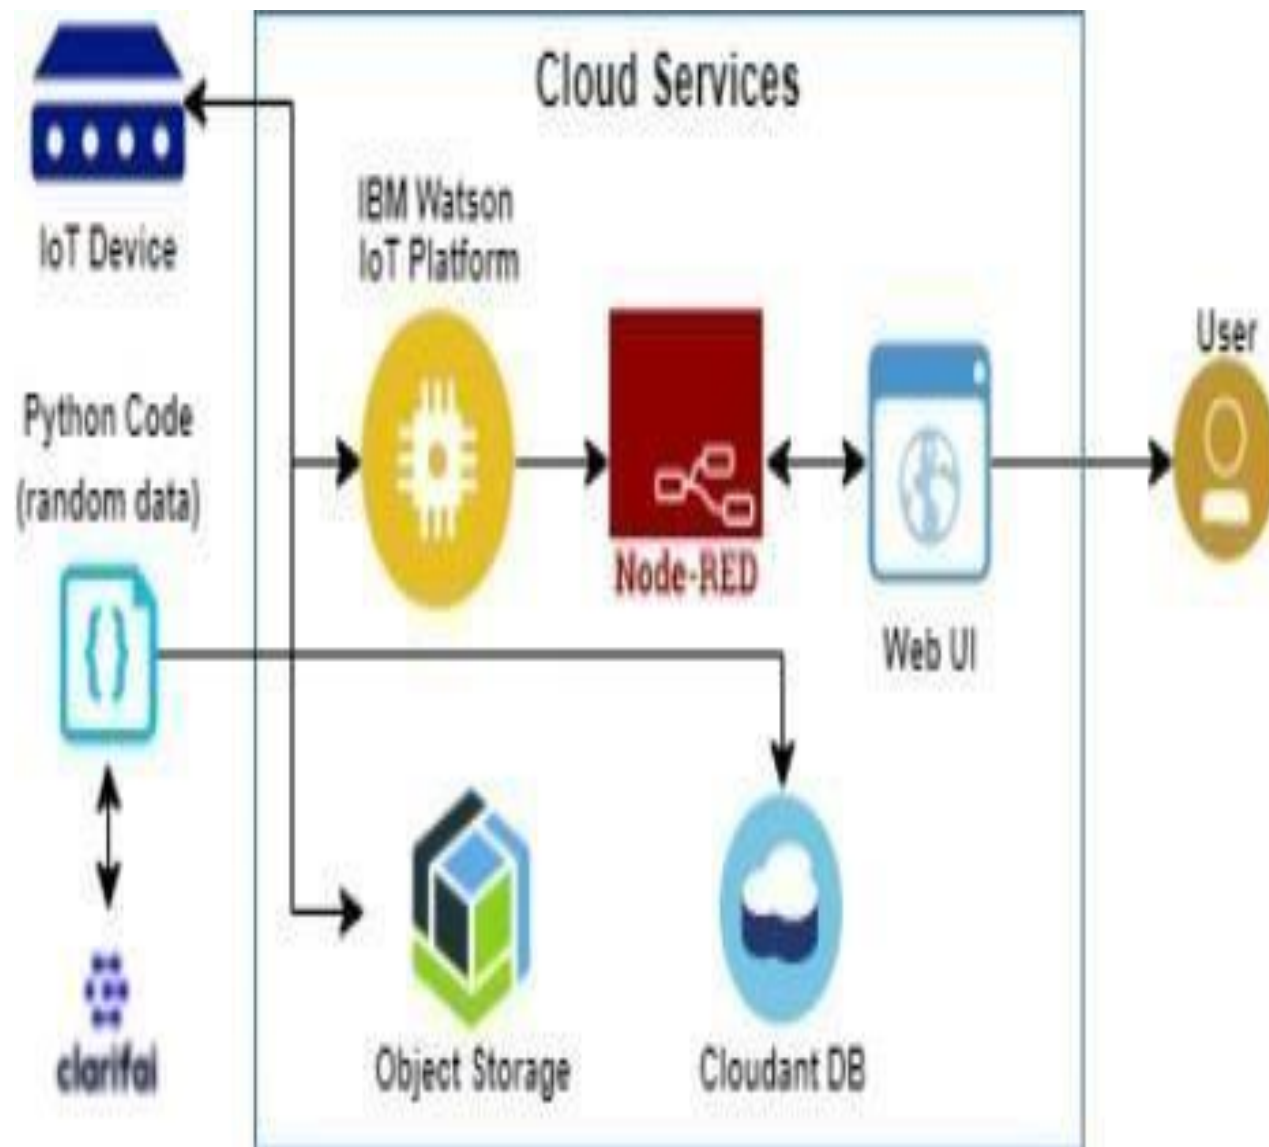 Cloud Services
IoT Device
IBM Watson
IoT Platform
User
Python Code
(random data)
Node-RED
Web UI
Object Storage
Cloudant DB
clarifai